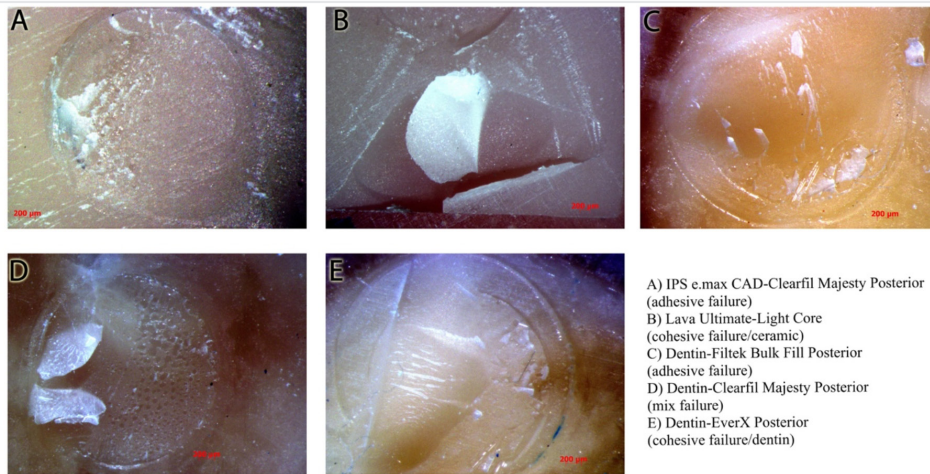 A
B
C
200 µm
200 µm
200 µm
D
E
200 µm
200 µm
A) IPS e.max CAD-Clearfil Majesty Posterior
(adhesive failure)
B) Lava Ultimate-Light Core
(cohesive failure/ceramic)
C) Dentin-Filtek Bulk Fill Posterior
(adhesive failure)
D) Dentin-Clearfil Majesty Posterior
(mix failure)
E) Dentin-EverX Posterior
(cohesive failure/dentin)